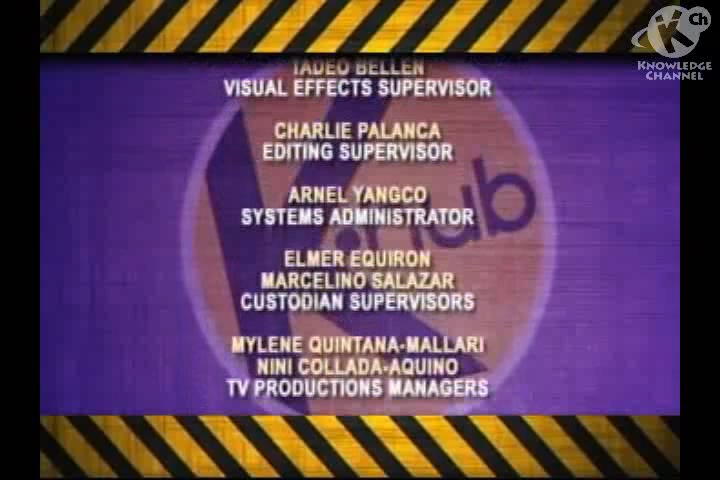 Ch
KNOWLEDGE
CHANNEL
TADEO BELLEN
VISUAL EFFECTS SUPERVISOR
CHARLIE PALANCA
EDITING SUPERVISOR
ARNEL YANGCO
SYSTEMS ADMINISTRATOR
ELMER EQUIRON
MARCELINO SALAZAR
CUSTODIAN SUPERVISORS
MYLENE QUINTANA-MALLARI
NINI COLLADA-AQUINO
TV PRODUCTIONS MANAGERS